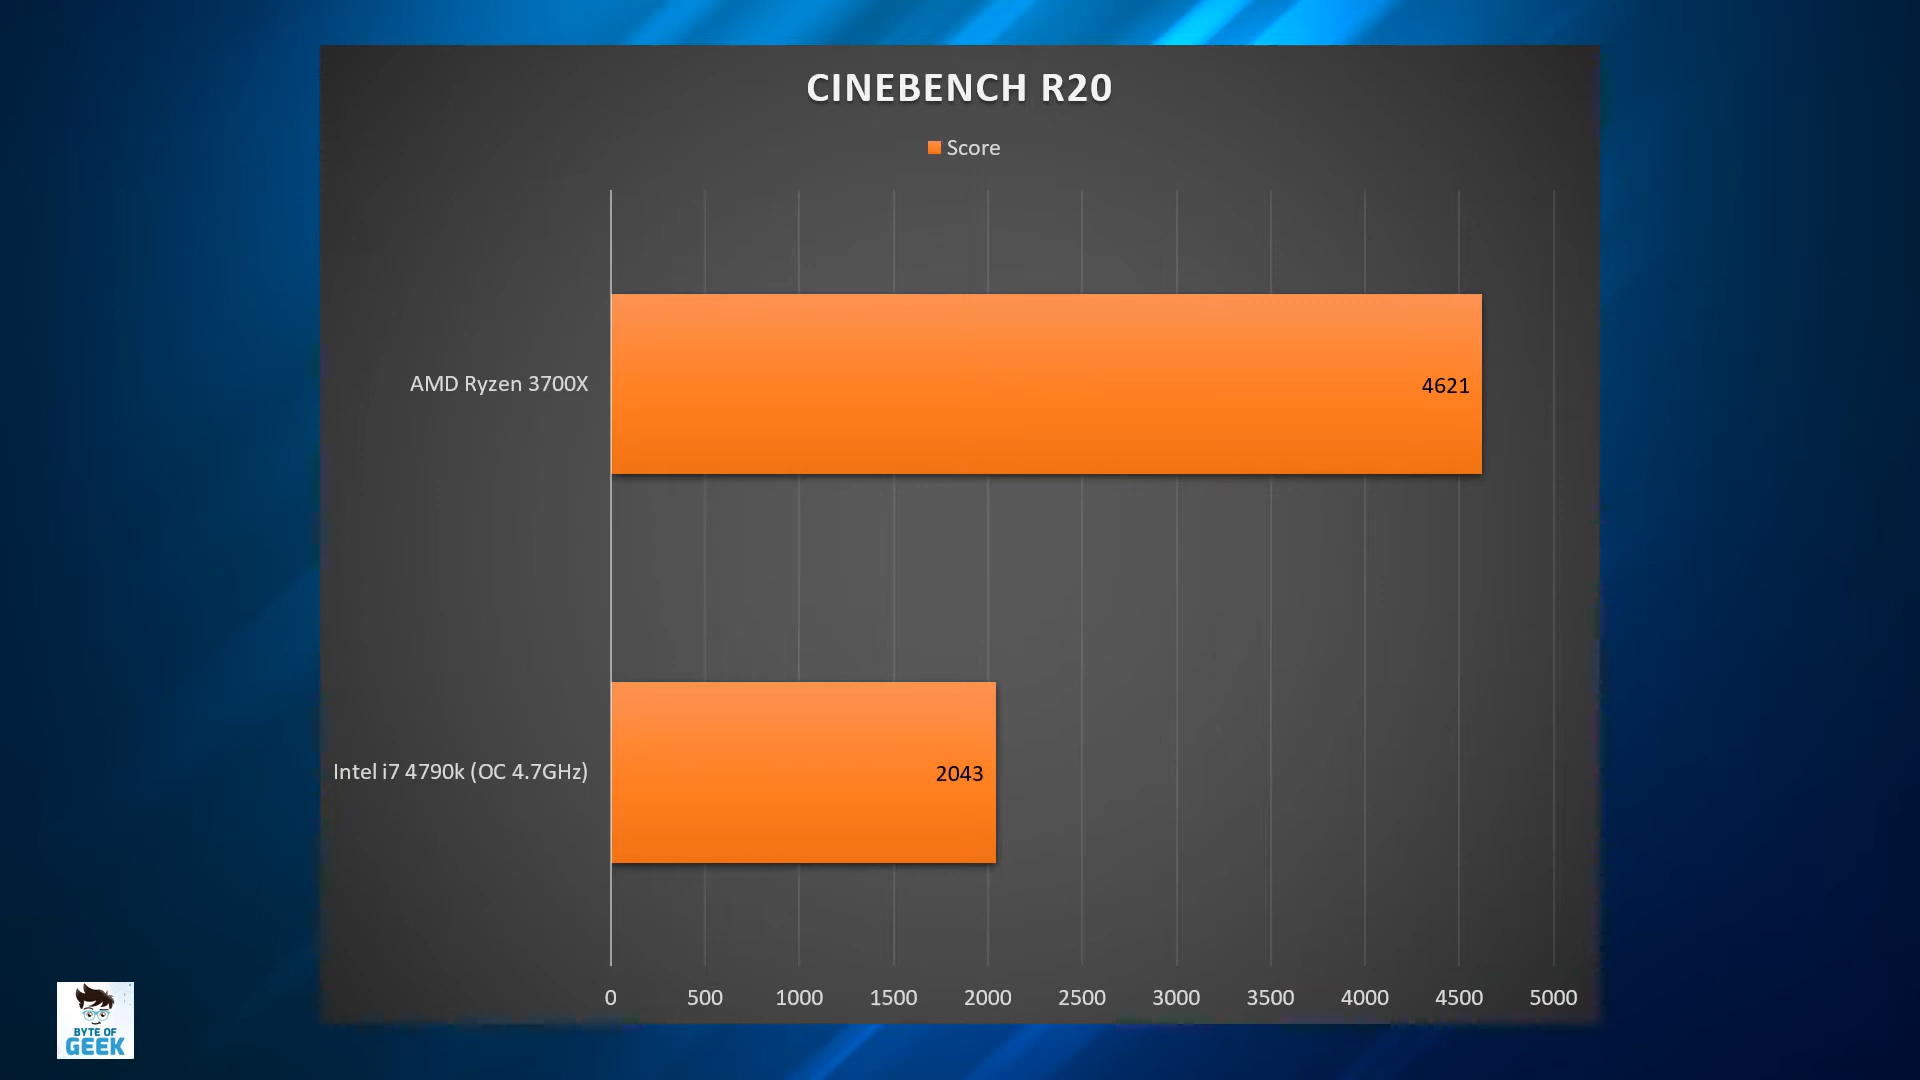 CINEBENCH R20
Score
AMD Ryzen 3700X
4621
Intel i7 4790k (OC 4.7GHz)
2043
0 500 1000 1500 2000 2500 3000 3500 4000 4500 5000
BYTE OF
GEEK